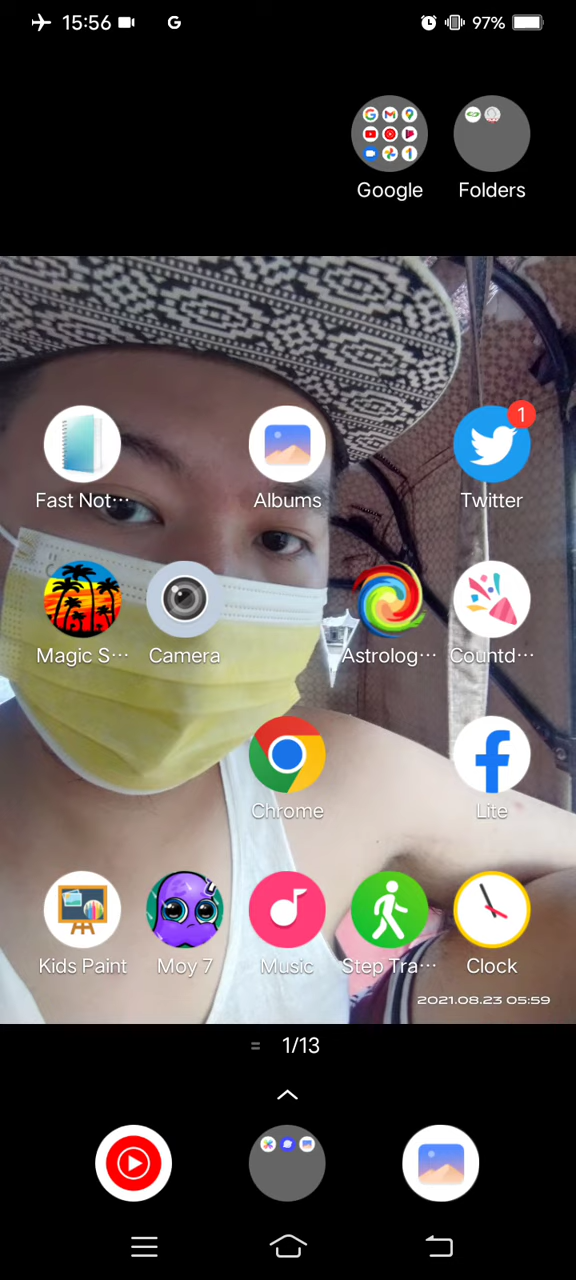 15:56
97%
Google
Folders
Fast Not···
Albums
1
Twitter
Magic S···
Camera
Astrolog···
Countd···
Chrome
Lite
Kids Paint
Moy 7
Music
Step Tra···
Clock
2021.08.23 05:59
1/13